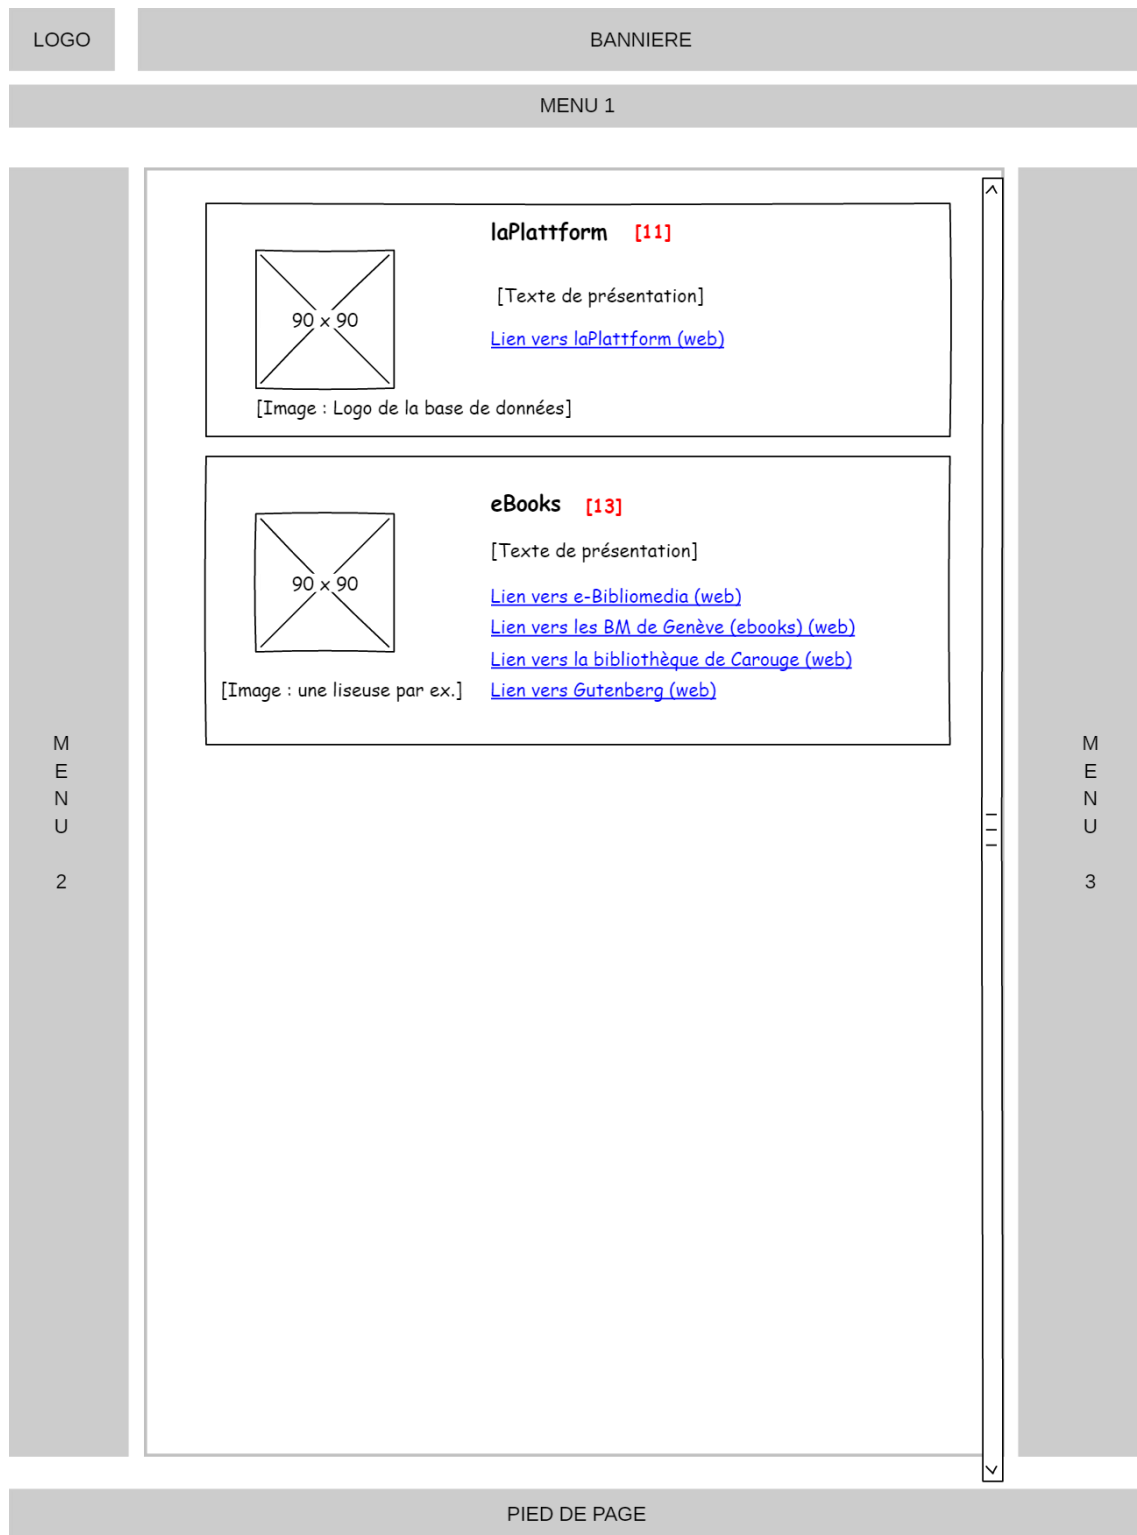 LOGO
BANNIERE
MENU 1
laPlattform [11]
90 x 90
[Texte de présentation]
Lien vers laPlattform (web)
[Image : Logo de la base de données]
eBooks [13]
90 x 90
[Texte de présentation]
Lien vers e-Bibliomedia (web)
Lien vers les BM de Genève (ebooks) (web)
Lien vers la bibliothèque de Carouge (web)
Lien vers Gutenberg (web)
[Image : une liseuse par ex.]
M
E
N
U
2
M
E
N
U
3
PIED DE PAGE